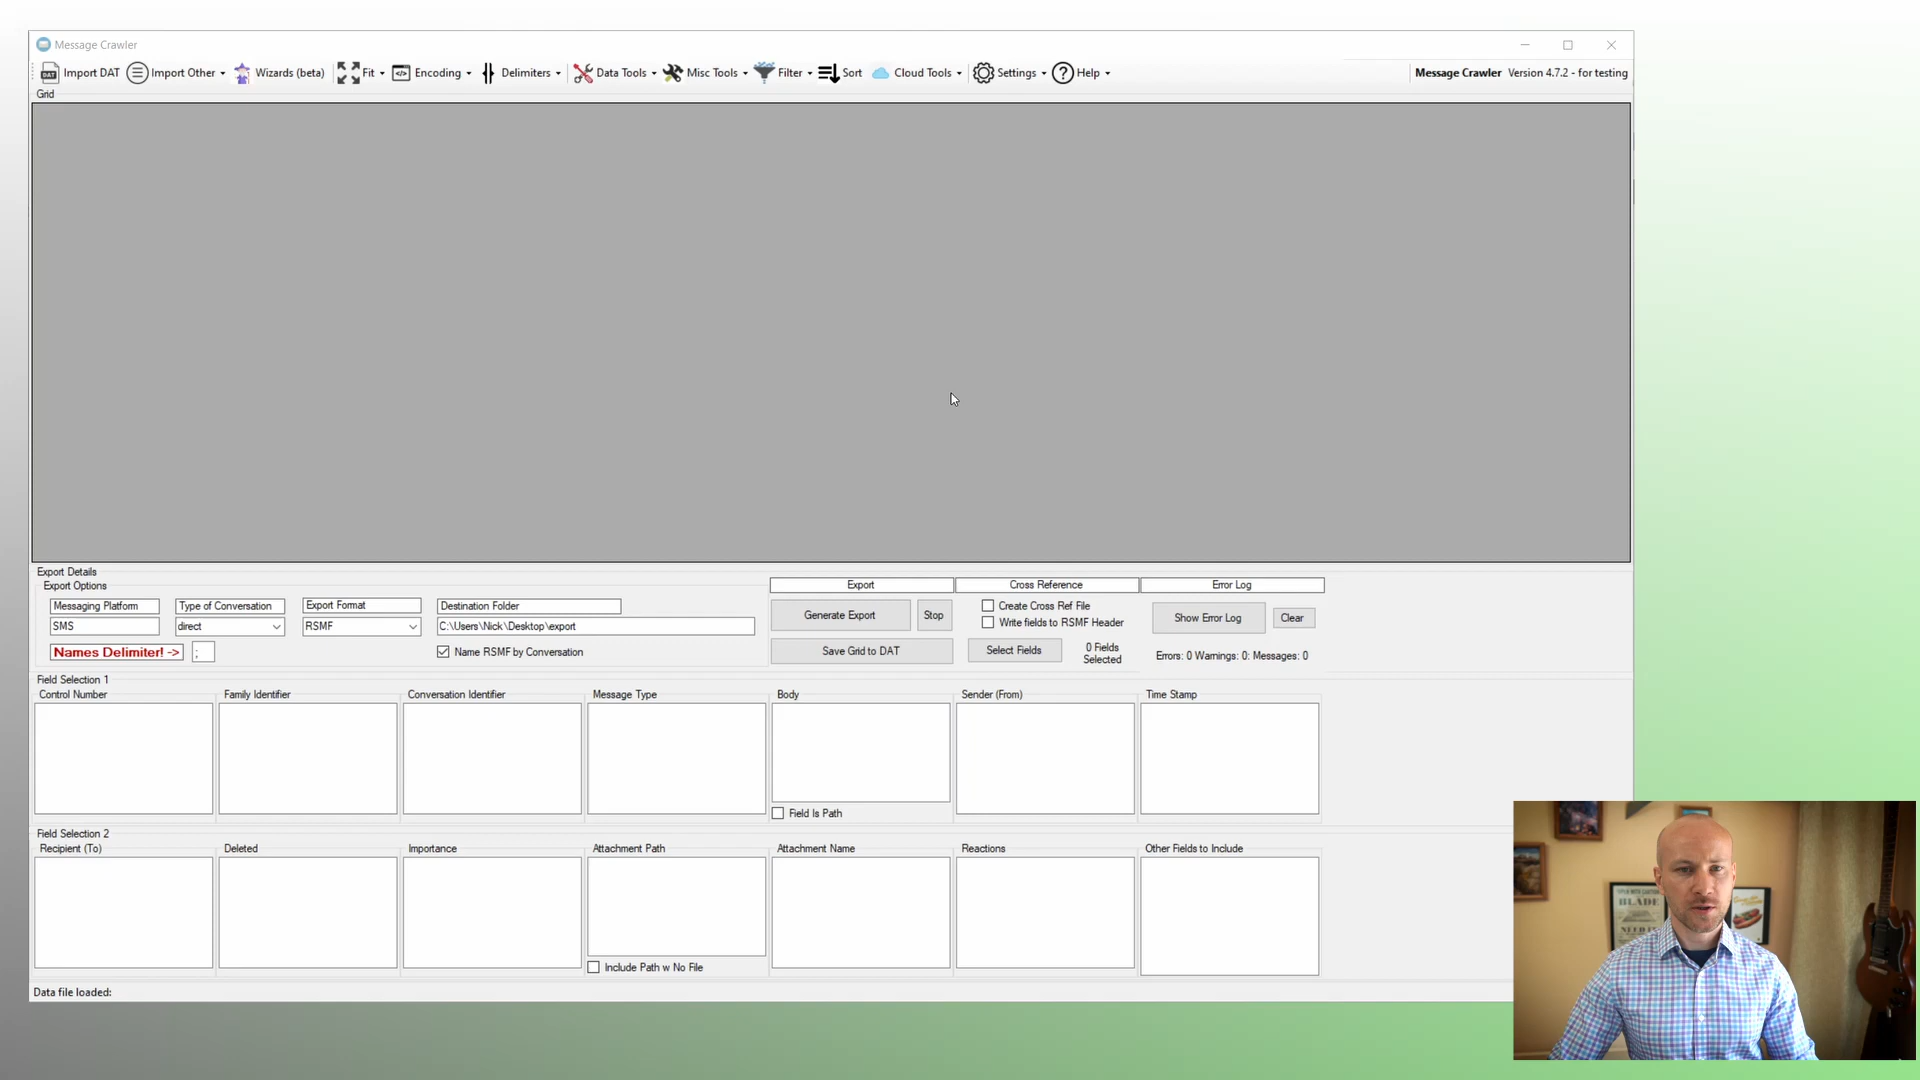 Message Crawler
Import DAT Import Other Wizards (beta) Fit Encoding Delimiters Data Tools Misc Tools Filter Sort Cloud Tools Settings Help Message Crawler Version 4.7.2 - for testing
Grid
Export Details
Export Options
Messaging Platform Type of Conversation Export Format Destination Folder
SMS direct RSMF C:\Users\Nick\Desktop\export
Names Delimiter! -> ; Name RSMF by Conversation
Export Cross Reference Error Log
Generate Export Stop Create Cross Ref File Show Error Log Clear
Write fields to RSMF Header
Save Grid to DAT Select Fields 0 Fields Selected Errors: 0 Warnings: 0: Messages: 0
Field Selection 1
Control Number Family Identifier Conversation Identifier Message Type Body Sender (From) Time Stamp
Field Is Path
Field Selection 2
Recipient (To) Deleted Importance Attachment Path Attachment Name Reactions Other Fields to Include
Include Path w No File
Data file loaded:
BLADE